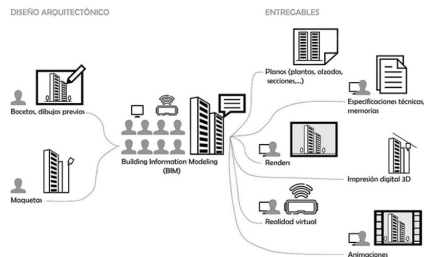 DISEÑO ARQUITECTÓNICO
ENTREGABLES
Bocetos, dibujos previos
Maquetas
Building Information Modeling
(BIM)
Planos (plantas, alzados,
secciones,...)
Especificaciones técnicas,
memorias
Renders
Impresión digital 3D
Realidad virtual
Animaciones